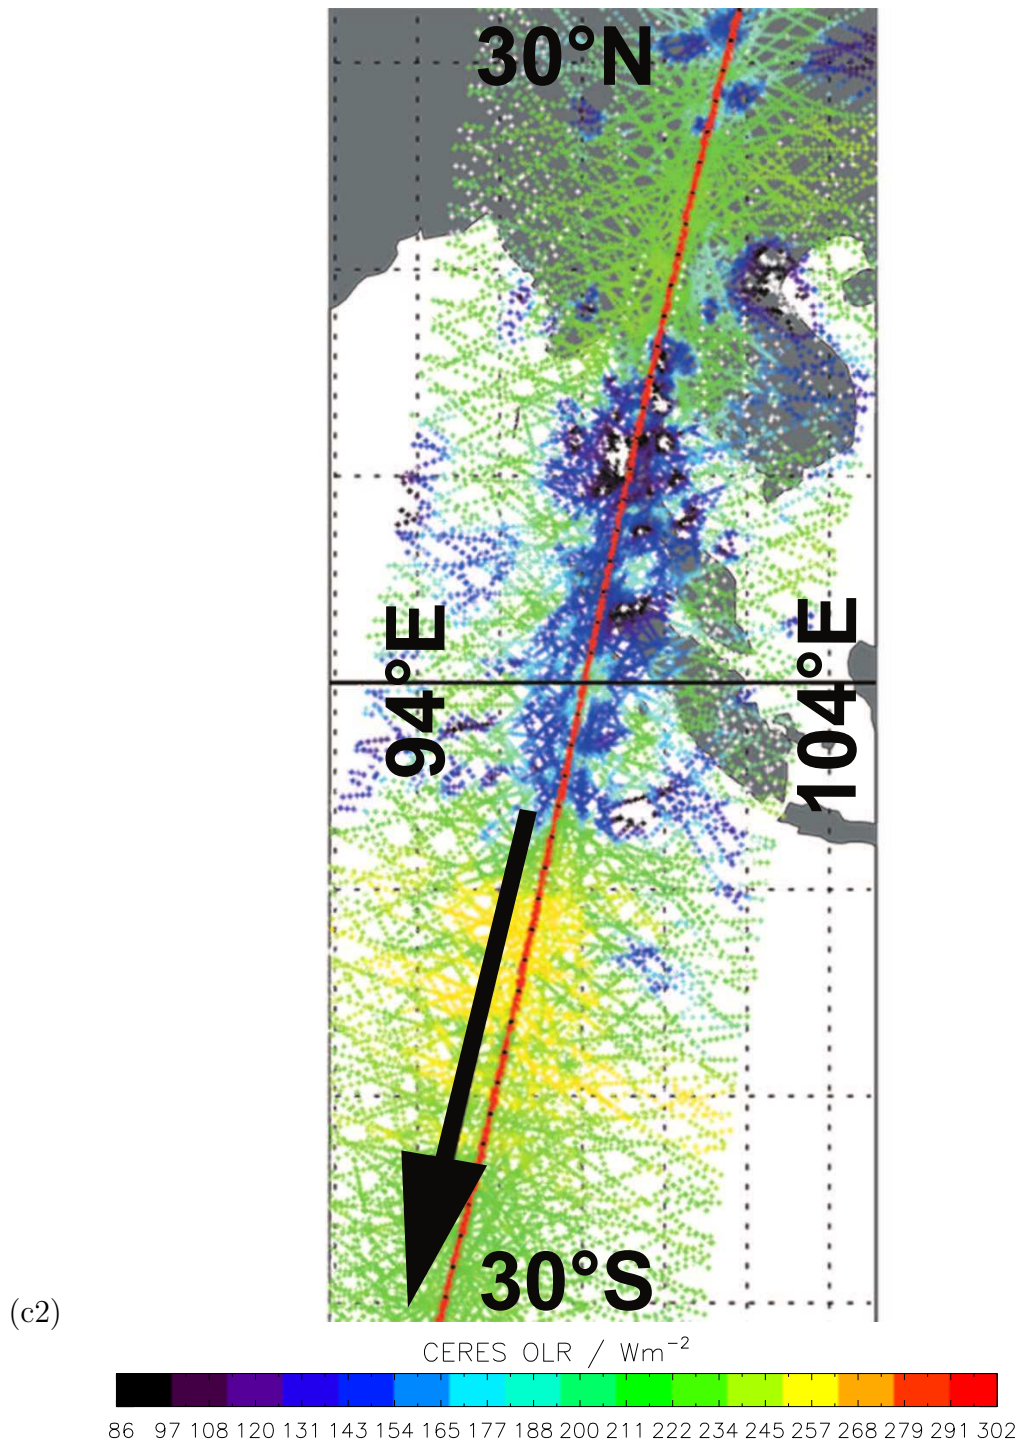 30°N
94°E
104°E
30°S
(c2)
CERES OLR / Wm⁻²
86 97 108 120 131 143 154 165 177 188 200 211 222 234 245 257 268 279 291 302